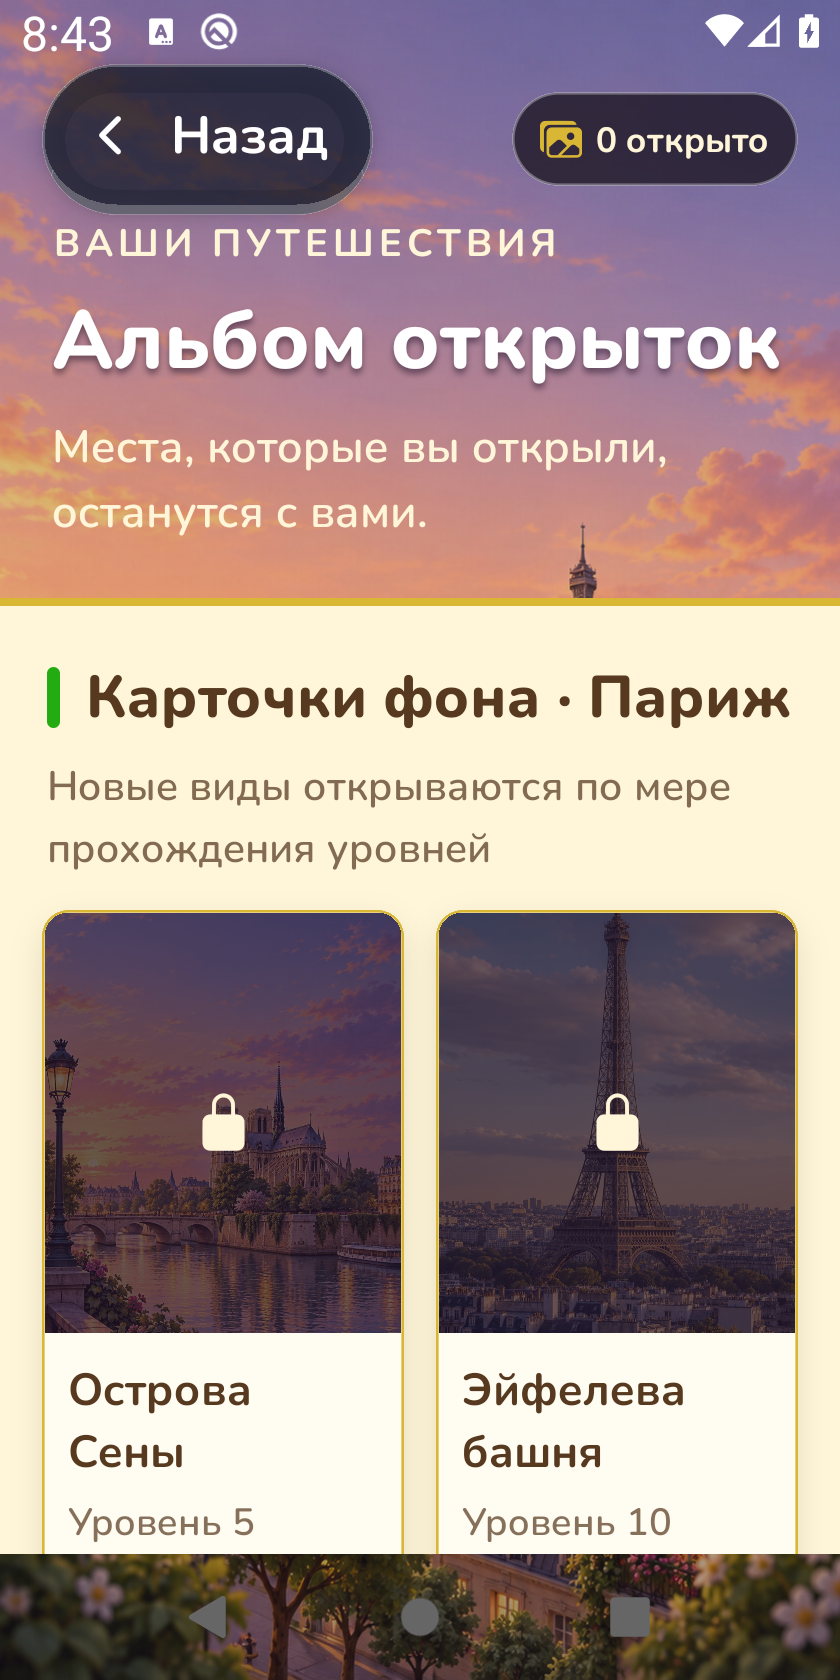 8:43
A
Назад
0 открыто
ВАШИ ПУТЕШЕСТВИЯ
Альбом открыток
Места, которые вы открыли,
останутся с вами.
Карточки фона · Париж
Новые виды открываются по мере
прохождения уровней
Острова
Сены
Уровень 5
Эйфелева
башня
Уровень 10